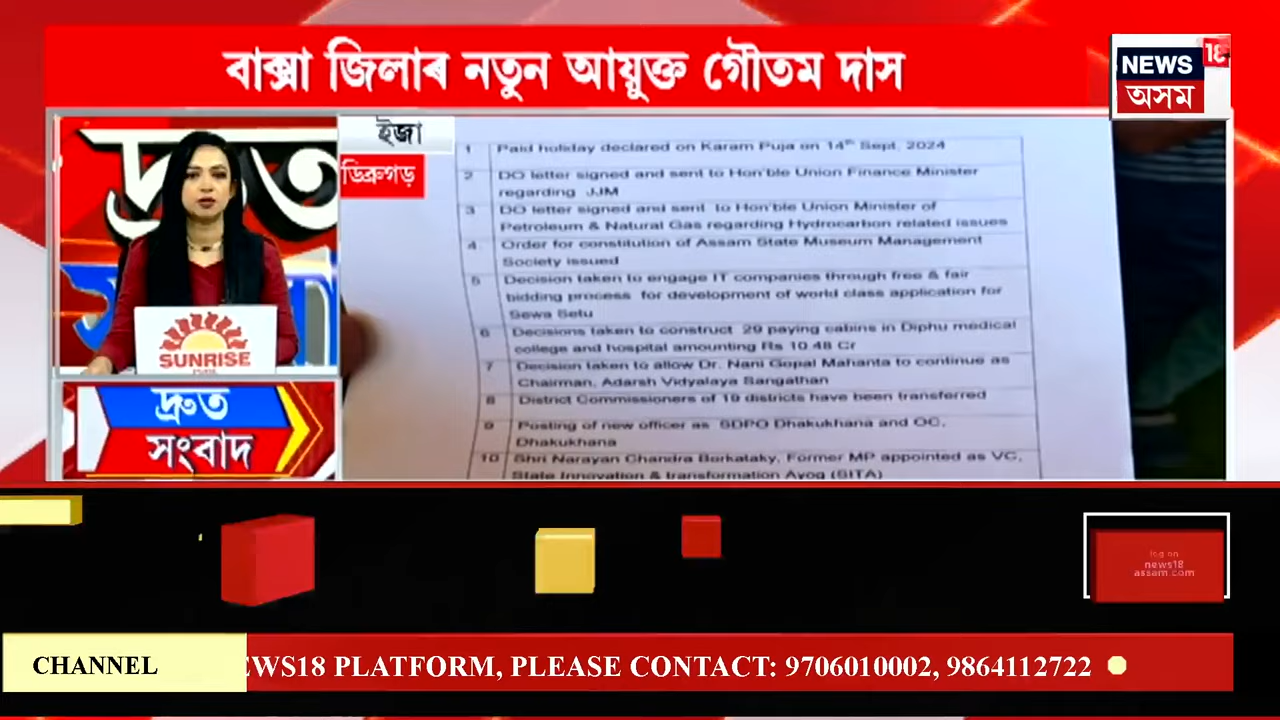 বাক্সা জিলাৰ নতুন আয়ুক্ত গৌতম দাস
NEWS 18
অসম
দ্ৰুত
ইজা
ডিব্ৰুগড়
1 Paid holiday declared on Karam Puja on 14th Sept, 2024
2 DO letter signed and sent to Hon'ble Union Finance Minister
regarding JJM
3 DO letter signed and sent to Hon'ble Union Minister of
Petroleum & Natural Gas regarding Hydrocarbon related issues
4 Order for constitution of Assam State Museum Management
Society issued
5 Decision taken to engage IT companies through free & fair
bidding process for development of world class application for
Sewa Setu
6 Decisions taken to construct 29 paying cabins in Diphu medical
college and hospital amounting Rs 10.48 Cr
7 Decision taken to allow Dr. Nani Gopal Mahanta to continue as
Chairman, Adarsh Vidyalaya Sangathan
8 District Commissioners of 19 districts have been transferred
9 Posting of new officer as SDPO Dhakukhana and OC,
Dhakukhana
10 Shri Narayan Chandra Borkataky, Former MP appointed as VC,
State Innovation & transformation Ayog (SITA)
SUNRISE
দ্ৰুত
সংবাদ
log on
news18
assam.com
CHANNEL
EWS18 PLATFORM, PLEASE CONTACT: 9706010002, 9864112722